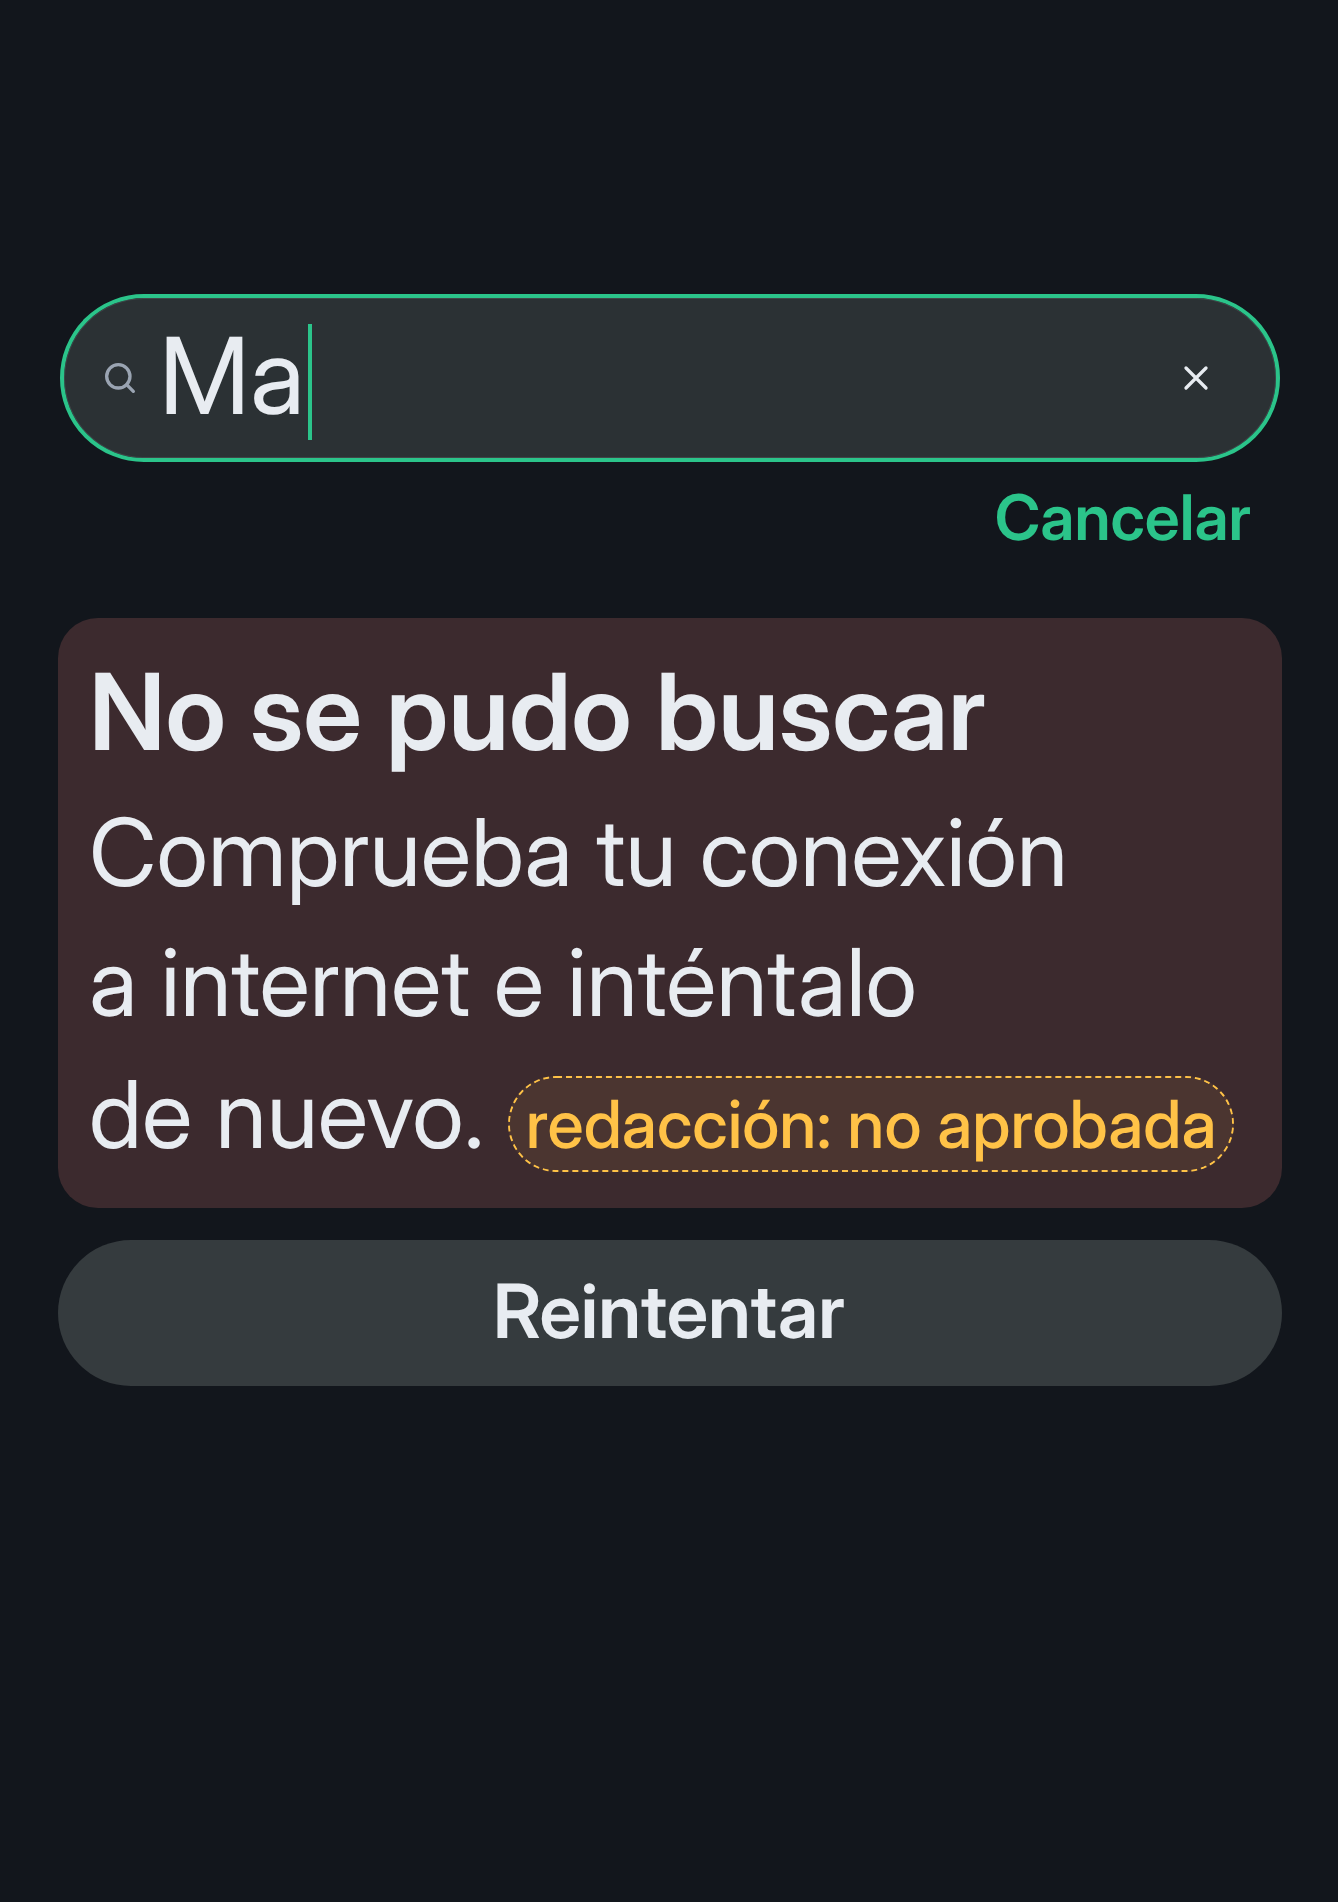 Ma
Cancelar
No se pudo buscar
Comprueba tu conexión
a internet e inténtalo
de nuevo. redacción: no aprobada
Reintentar